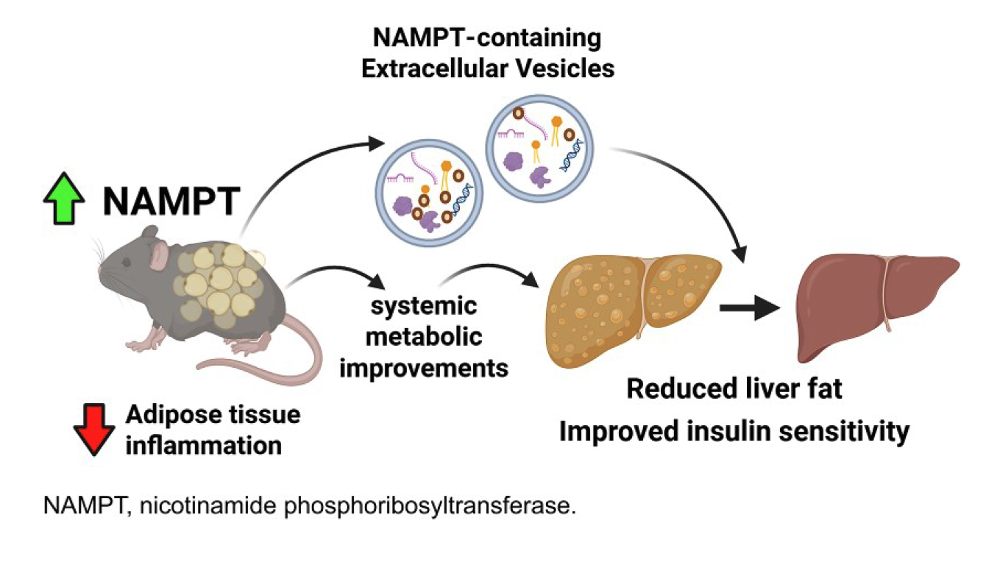 NAMPT-containing
Extracellular Vesicles
NAMPT
systemic
metabolic
improvements
Adipose tissue
inflammation
Reduced liver fat
Improved insulin sensitivity
NAMPT, nicotinamide phosphoribosyltransferase.